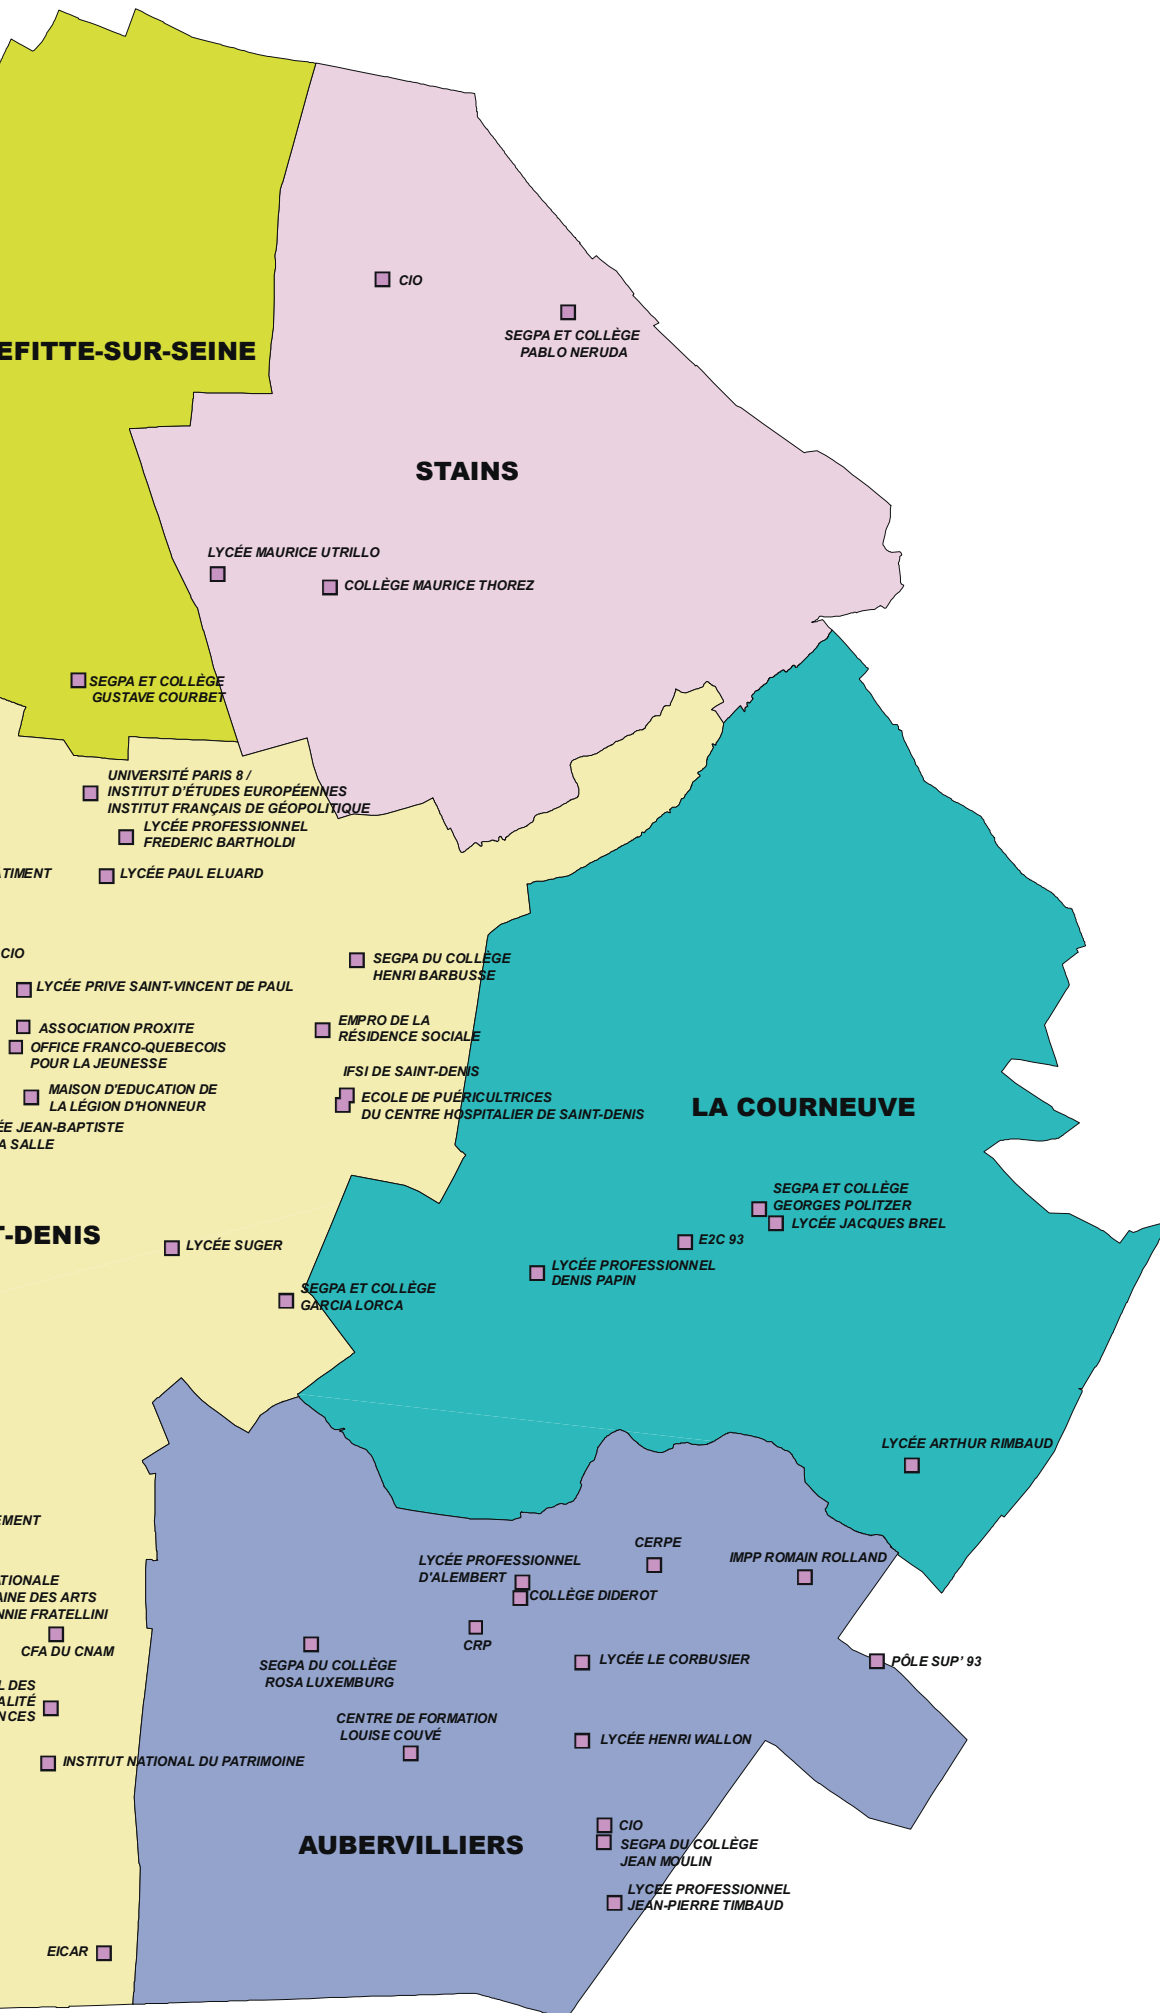 CIO
SEGPA ET COLLÈGE
PABLO NERUDA
EFITTE-SUR-SEINE
STAINS
LYCÉE MAURICE UTRILLO
COLLÈGE MAURICE THOREZ
SEGPA ET COLLÈGE
GUSTAVE COURBET
UNIVERSITÉ PARIS 8 /
INSTITUT D'ÉTUDES EUROPÉENNES
INSTITUT FRANÇAIS DE GÉOPOLITIQUE
LYCÉE PROFESSIONNEL
FREDERIC BARTHOLDI
TIMENT
LYCÉE PAUL ELUARD
CIO
SEGPA DU COLLÈGE
HENRI BARBUSSE
LYCÉE PRIVE SAINT-VINCENT DE PAUL
ASSOCIATION PROXITE
EMPRO DE LA
RÉSIDENCE SOCIALE
OFFICE FRANCO-QUEBECOIS
POUR LA JEUNESSE
IFSI DE SAINT-DENIS
MAISON D'EDUCATION DE
LA LÉGION D'HONNEUR
ECOLE DE PUÉRICULTRICES
DU CENTRE HOSPITALIER DE SAINT-DENIS
LA COURNEUVE
ÉE JEAN-BAPTISTE
A SALLE
SEGPA ET COLLÈGE
GEORGES POLITZER
LYCÉE JACQUES BREL
T-DENIS
LYCÉE SUGER
E2C 93
LYCÉE PROFESSIONNEL
DENIS PAPIN
SEGPA ET COLLÈGE
GARCIA LORCA
LYCÉE ARTHUR RIMBAUD
EMENT
CERPE
LYCÉE PROFESSIONNEL
D'ALEMBERT
IMPP ROMAIN ROLLAND
COLLÈGE DIDEROT
ATIONALE
AINE DES ARTS
NNIE FRATELLINI
CFA DU CNAM
CRP
SEGPA DU COLLÈGE
ROSA LUXEMBURG
LYCÉE LE CORBUSIER
PÔLE SUP' 93
L DES
ALITÉ
NCES
CENTRE DE FORMATION
LOUISE COUVÉ
LYCÉE HENRI WALLON
INSTITUT NATIONAL DU PATRIMOINE
CIO
SEGPA DU COLLÈGE
JEAN MOULIN
AUBERVILLIERS
LYCEE PROFESSIONNEL
JEAN-PIERRE TIMBAUD
EICAR